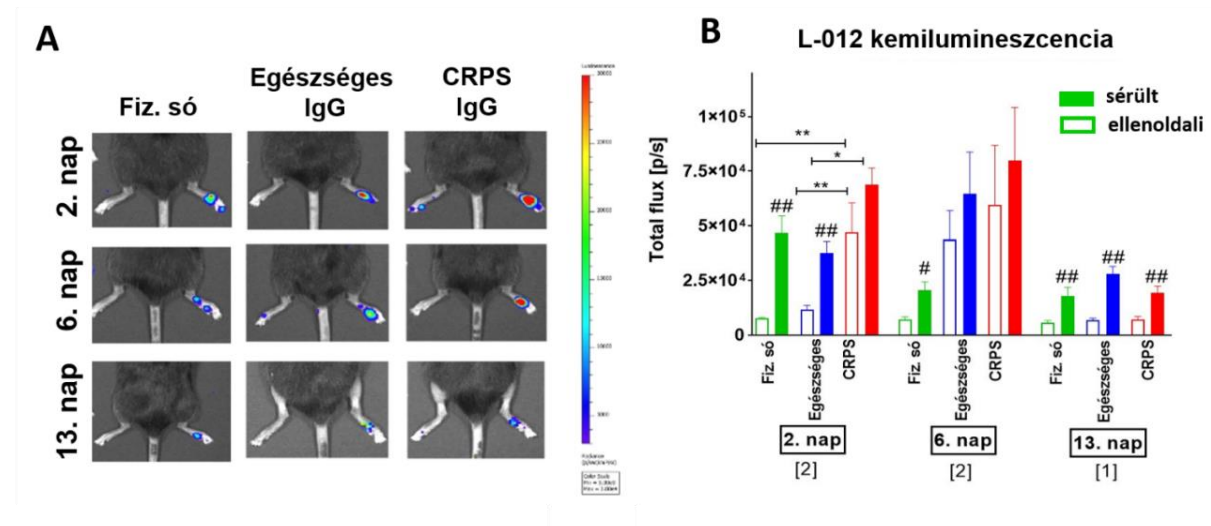 A
Fiz. só
Egészséges
IgG
CRPS
IgG
2. nap
6. nap
13. nap
Luminescence
B
L-012 kemilumineszcencia
sérült
ellenoldali
Total flux [p/s]
1×10⁵
7.5×10⁴
5×10⁴
2.5×10⁴
0
**
*
**
##
##
#
##
##
##
Fiz. só
Egészséges
CRPS
Fiz. só
Egészséges
CRPS
Fiz. só
Egészséges
CRPS
2. nap
6. nap
13. nap
[2]
[2]
[1]